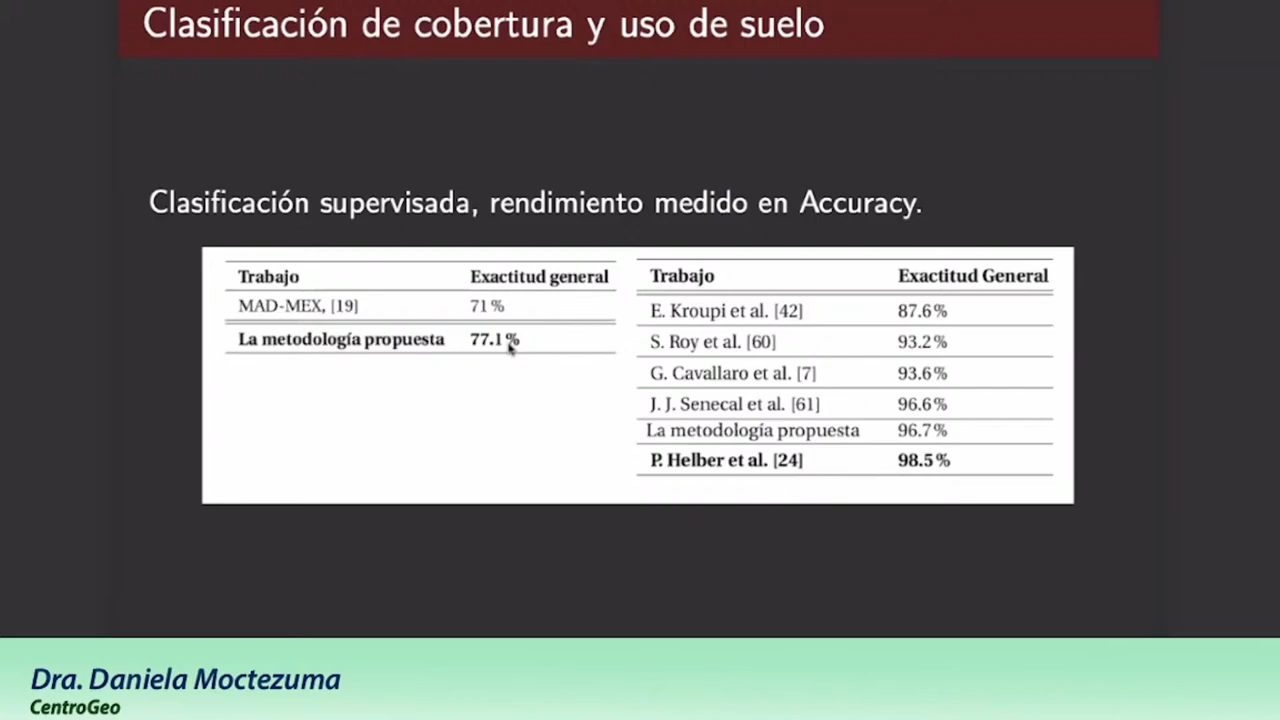 Clasificación de cobertura y uso de suelo
Clasificación supervisada, rendimiento medido en Accuracy.
Trabajo Exactitud general
MAD-MEX, [19] 71 %
La metodología propuesta 77.1 %
Trabajo Exactitud General
E. Kroupi et al. [42] 87.6 %
S. Roy et al. [60] 93.2 %
G. Cavallaro et al. [7] 93.6 %
J. J. Senecal et al. [61] 96.6 %
La metodología propuesta 96.7 %
P. Helber et al. [24] 98.5 %
Dra. Daniela Moctezuma
CentroGeo